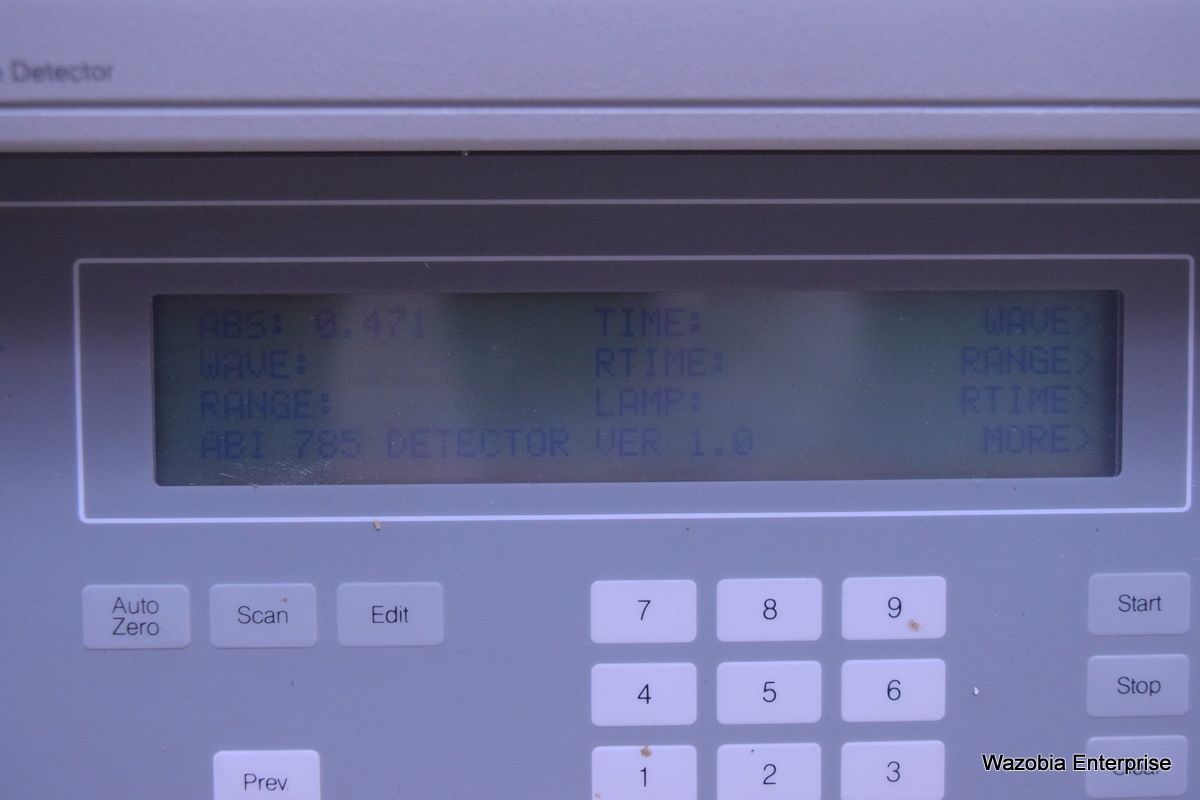 Detector
ABS: 0.471 TIME: WAVE>
WAVE: RTIME: RANGE>
RANGE: LAMP: RTIME>
ABI 785 DETECTOR VER 1.0 MORE>
Auto Zero Scan Edit 7 8 9 Start
4 5 6 Stop
Prev. 1 2 3 Clear
Wazobia Enterprise